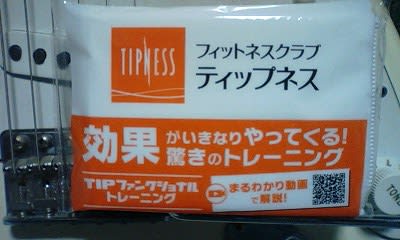 TIPNESS
フィットネスクラブ
ティップネス
効果がいきなりやってくる!
驚きのトレーニング
TIPファンクショナル
トレーニング
まるわかり動画
で解説!
TONE